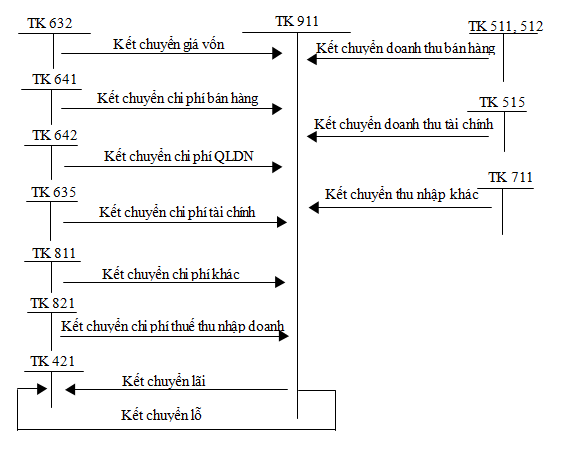 TK 632
TK 911
TK 511, 512
Kết chuyển giá vốn
Kết chuyển doanh thu bán hàng
TK 641
Kết chuyển chi phí bán hàng
TK 515
Kết chuyển doanh thu tài chính
TK 642
Kết chuyển chi phí QLDN
TK 711
TK 635
Kết chuyển thu nhập khác
Kết chuyển chi phí tài chính
TK 811
Kết chuyển chi phí khác
TK 821
Kết chuyển chi phí thuế thu nhập doanh
TK 421
Kết chuyển lãi
Kết chuyển lỗ